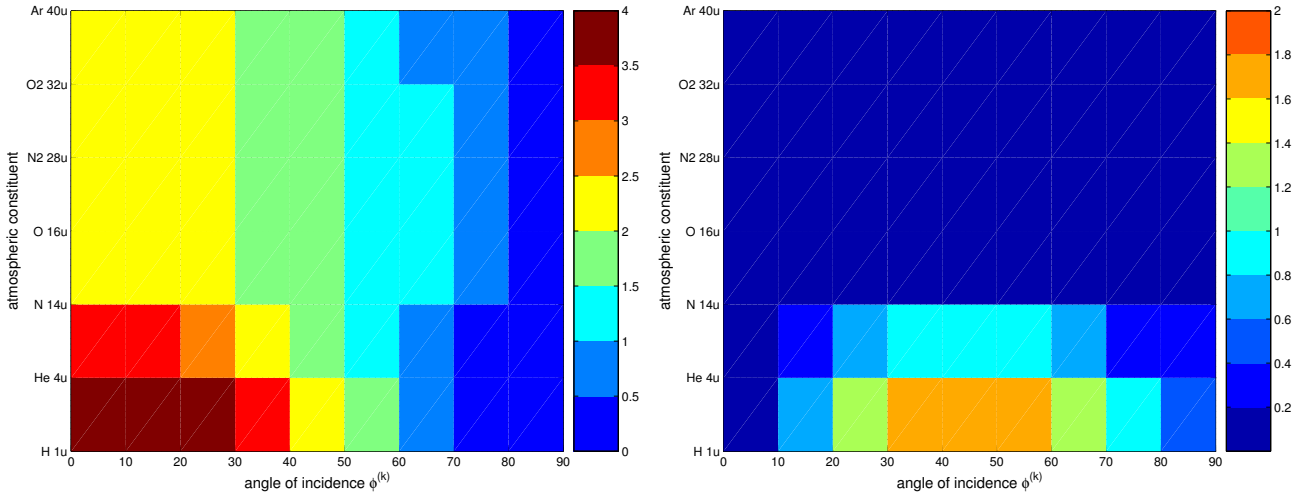 Ar 40u
O2 32u
N2 28u
O 16u
N 14u
He 4u
H 1u
atmospheric constituent
0 10 20 30 40 50 60 70 80 90
angle of incidence ϕ(k)
4
3.5
3
2.5
2
1.5
1
0.5
0
Ar 40u
O2 32u
N2 28u
O 16u
N 14u
He 4u
H 1u
atmospheric constituent
0 10 20 30 40 50 60 70 80 90
angle of incidence ϕ(k)
2
1.8
1.6
1.4
1.2
1
0.8
0.6
0.4
0.2